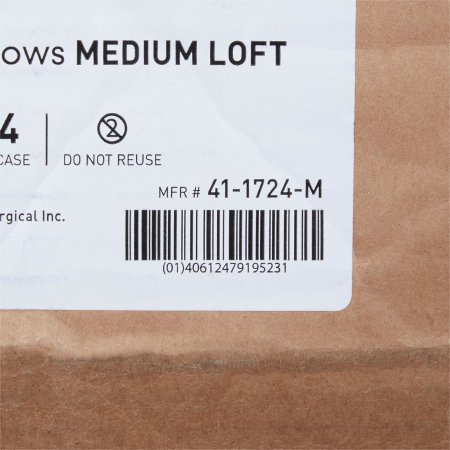 ows MEDIUM LOFT
4
CASE
DO NOT REUSE
MFR # 41-1724-M
rgical Inc.
(01)40612479195231